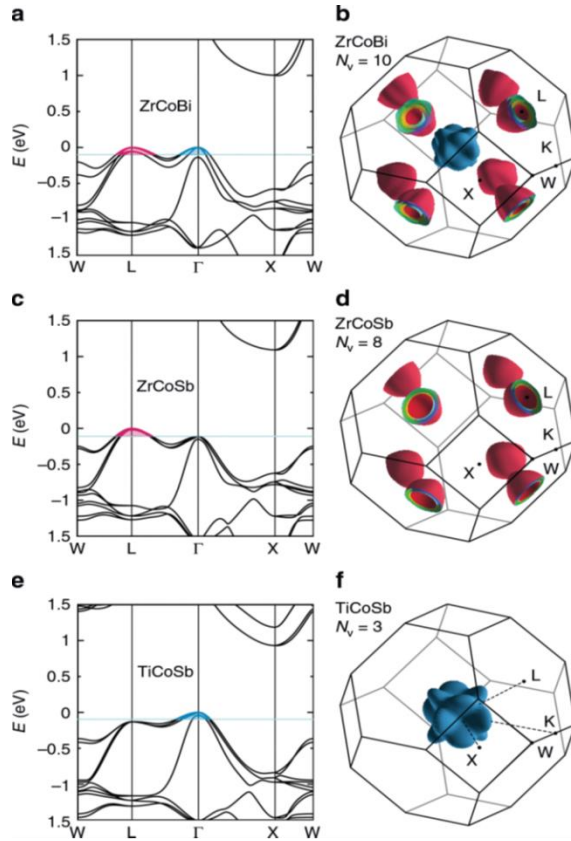 a
1.5
1
0.5
0
−0.5
−1
1.5
E (eV)
ZrCoBi
W L Γ X W
b
ZrCoBi
Nv = 10
L
K
W
X
c
1.5
1
0.5
0
−0.5
−1
1.5
E (eV)
ZrCoSb
W L Γ X W
d
ZrCoSb
Nv = 8
L
K
W
X
e
1.5
1
0.5
0
−0.5
−1
−1.5
E (eV)
TiCoSb
W L Γ X W
f
TiCoSb
Nv = 3
L
K
W
X